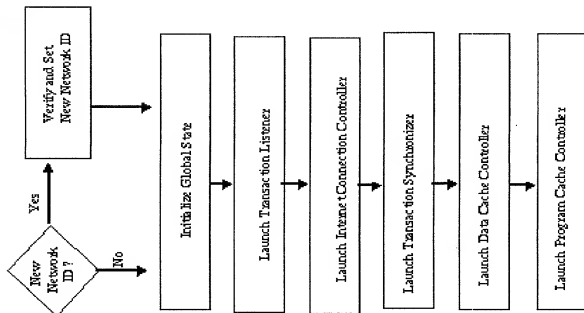 New
Network
ID ?
Yes
Verify and Set
New Network ID
No
Initialize Global State
Launch Transaction Listener
Launch Internet Connection Controller
Launch Transaction Synchronizer
Launch Data Cache Controller
Launch Program Cache Controller